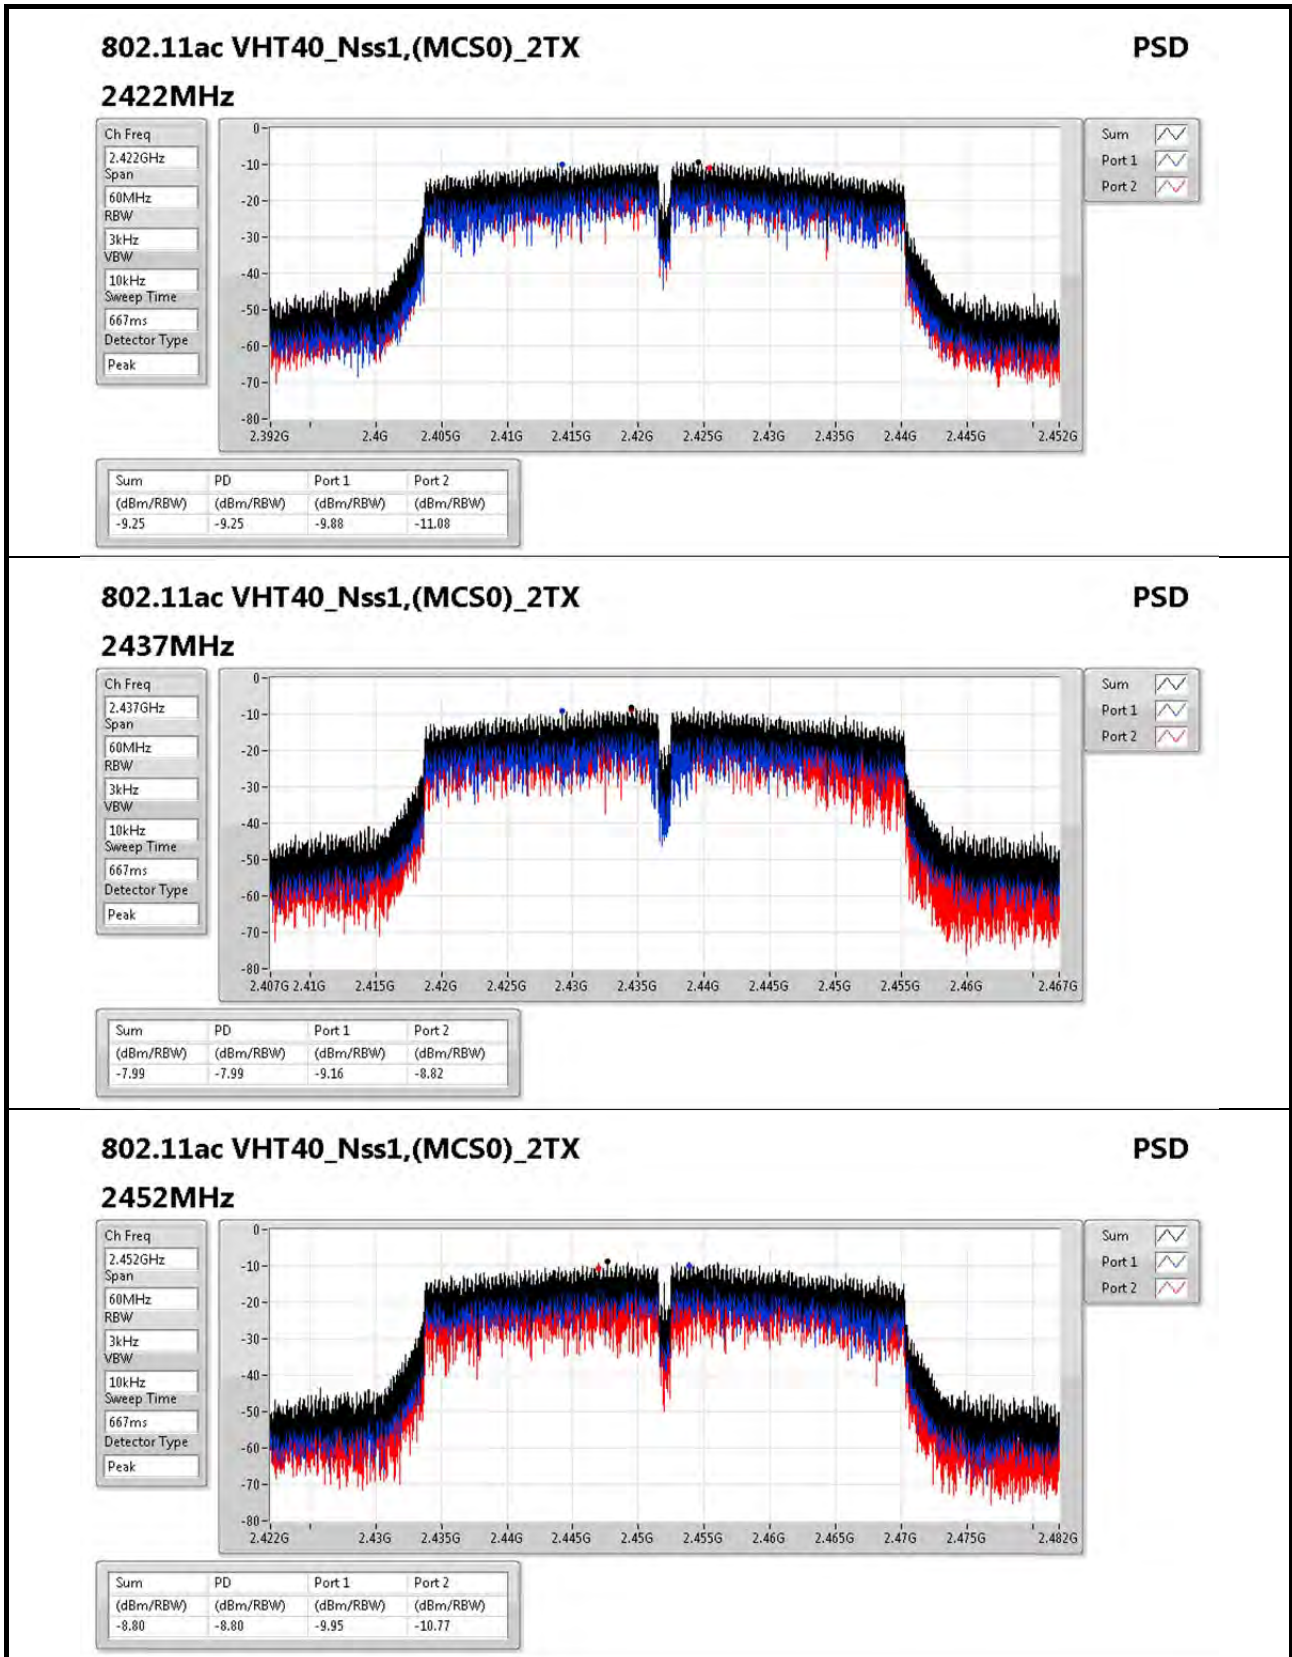 802.11ac VHT40_Nss1,(MCS0)_2TX PSD
2422MHz
Ch Freq
2.422GHz
Span
60MHz
RBW
3kHz
VBW
10kHz
Sweep Time
667ms
Detector Type
Peak
0
-10
-20
-30
-40
-50
-60
-70
-80
2.392G 2.4G 2.405G 2.41G 2.415G 2.42G 2.425G 2.43G 2.435G 2.44G 2.445G 2.452G
Sum
Port 1
Port 2
Sum PD Port 1 Port 2
(dBm/RBW) (dBm/RBW) (dBm/RBW) (dBm/RBW)
-9.25 -9.25 -9.88 -11.08
802.11ac VHT40_Nss1,(MCS0)_2TX PSD
2437MHz
Ch Freq
2.437GHz
Span
60MHz
RBW
3kHz
VBW
10kHz
Sweep Time
667ms
Detector Type
Peak
0
-10
-20
-30
-40
-50
-60
-70
-80
2.407G 2.41G 2.415G 2.42G 2.425G 2.43G 2.435G 2.44G 2.445G 2.45G 2.455G 2.46G 2.467G
Sum
Port 1
Port 2
Sum PD Port 1 Port 2
(dBm/RBW) (dBm/RBW) (dBm/RBW) (dBm/RBW)
-7.99 -7.99 -9.16 -8.82
802.11ac VHT40_Nss1,(MCS0)_2TX PSD
2452MHz
Ch Freq
2.452GHz
Span
60MHz
RBW
3kHz
VBW
10kHz
Sweep Time
667ms
Detector Type
Peak
0
-10
-20
-30
-40
-50
-60
-70
-80
2.422G 2.43G 2.435G 2.44G 2.445G 2.45G 2.455G 2.46G 2.465G 2.47G 2.475G 2.482G
Sum
Port 1
Port 2
Sum PD Port 1 Port 2
(dBm/RBW) (dBm/RBW) (dBm/RBW) (dBm/RBW)
-8.80 -8.80 -9.95 -10.77